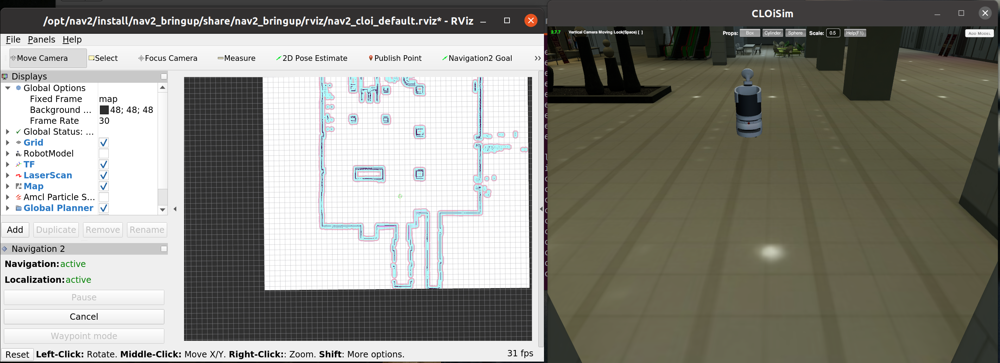 /opt/nav2/install/nav2_bringup/share/nav2_bringup/rviz/nav2_cloi_default.rviz* - RViz
File Panels Help
Move Camera Select Focus Camera Measure 2D Pose Estimate Publish Point Navigation2 Goal »
Displays
Global Options
Fixed Frame map
Background ... 48; 48; 48
Frame Rate 30
Global Status: ...
Grid
RobotModel
TF
LaserScan
Map
Amcl Particle S...
Global Planner
Add Duplicate Remove Rename
Navigation 2
Navigation: active
Localization: active
Pause
Cancel
Waypoint mode
Reset Left-Click: Rotate. Middle-Click: Move X/Y. Right-Click:: Zoom. Shift: More options. 31 fps
CLOiSim
2.7.7 Vertical Camera Moving Lock(Space) [ ] Props: Box Cylinder Sphere Scale: 0.5 Help(F1) ADD MODEL